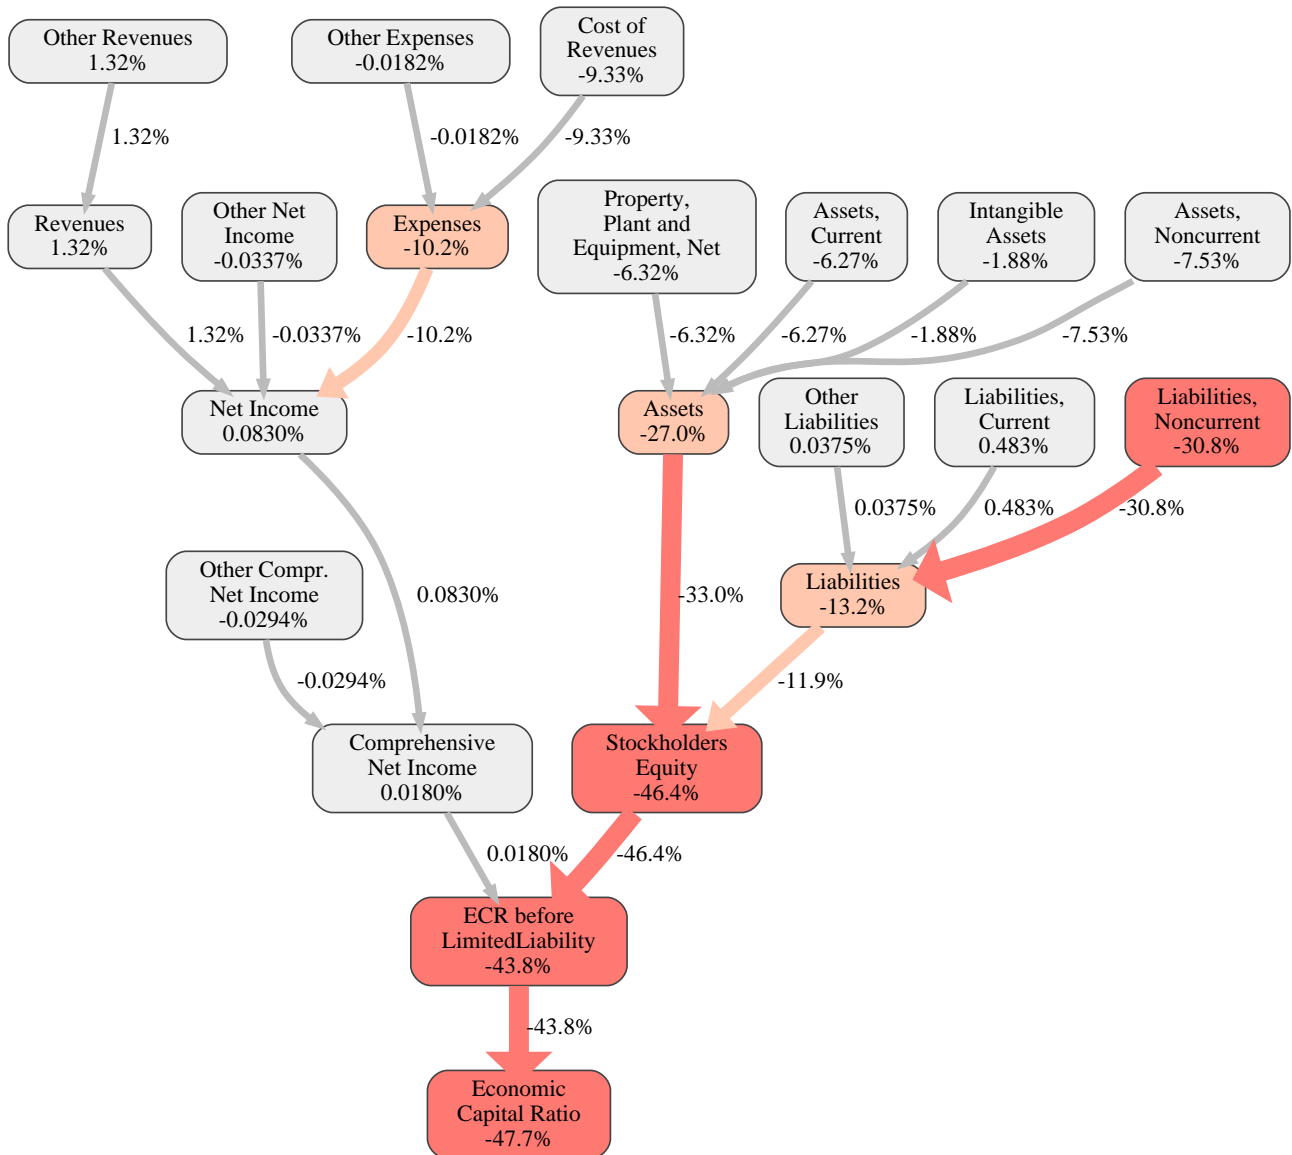 Other Revenues
1.32%
Other Expenses
-0.0182%
Cost of
Revenues
-9.33%
1.32%
-0.0182%
-9.33%
Revenues
1.32%
Other Net
Income
-0.0337%
Expenses
-10.2%
Property,
Plant and
Equipment, Net
-6.32%
Assets,
Current
-6.27%
Intangible
Assets
-1.88%
Assets,
Noncurrent
-7.53%
1.32%
-0.0337%
-10.2%
-6.32%
-6.27%
-1.88%
-7.53%
Net Income
0.0830%
Assets
-27.0%
Other
Liabilities
0.0375%
Liabilities,
Current
0.483%
Liabilities,
Noncurrent
-30.8%
0.0375%
0.483%
-30.8%
Other Compr.
Net Income
-0.0294%
0.0830%
-33.0%
Liabilities
-13.2%
-0.0294%
-11.9%
Comprehensive
Net Income
0.0180%
Stockholders
Equity
-46.4%
0.0180%
-46.4%
ECR before
LimitedLiability
-43.8%
-43.8%
Economic
Capital Ratio
-47.7%